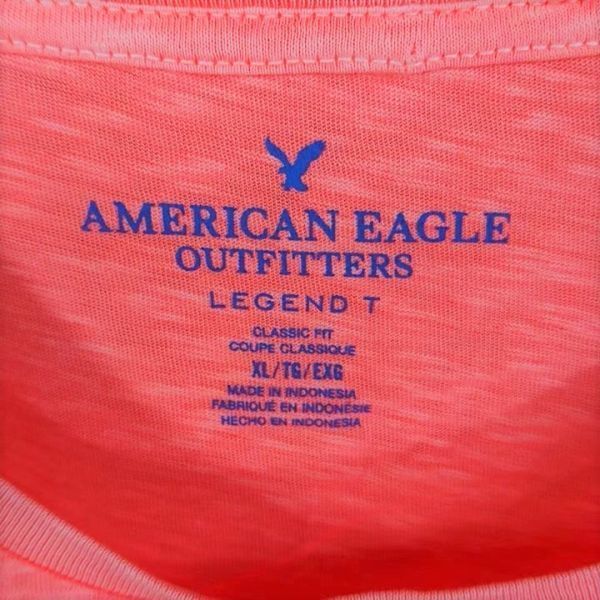 AMERICAN EAGLE
OUTFITTERS
LEGEND T
CLASSIC FIT
COUPE CLASSIQUE
XL/TG/EXG
MADE IN INDONESIA
FABRIQUÉ EN INDONÉSIE
HECHO EN INDONESIA